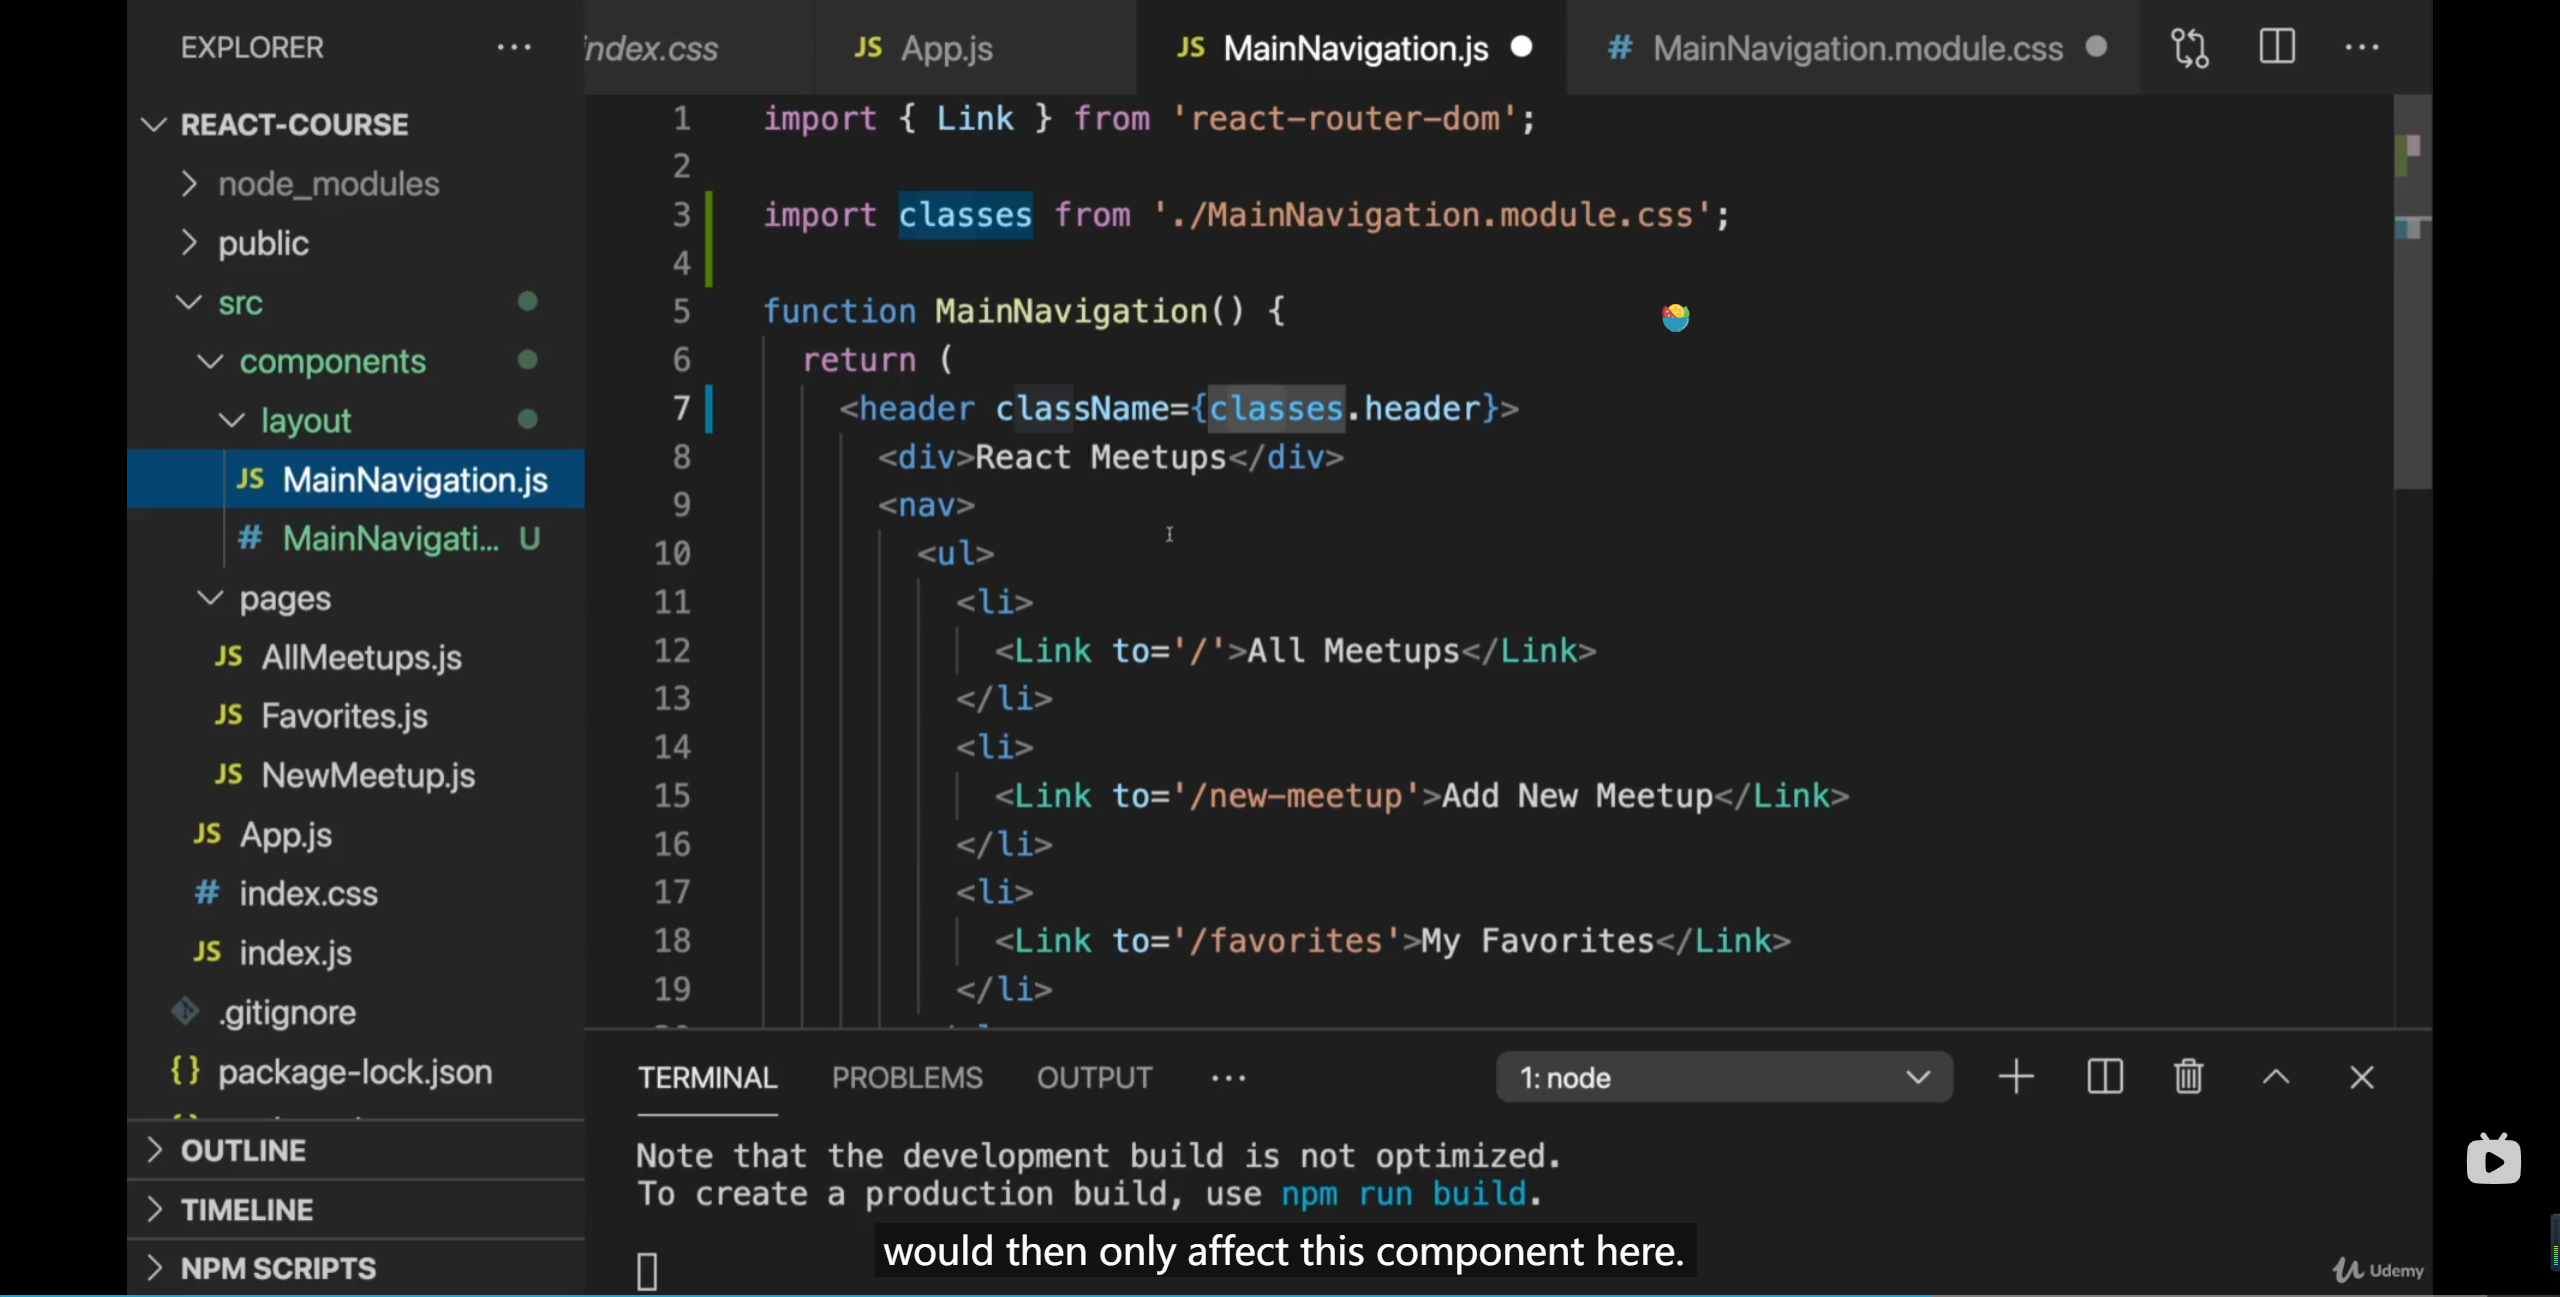 EXPLORER ···
ndex.css
JS App.js
JS MainNavigation.js
# MainNavigation.module.css
REACT-COURSE
node_modules
public
src
components
layout
JS MainNavigation.js
# MainNavigati... U
pages
JS AllMeetups.js
JS Favorites.js
JS NewMeetup.js
JS App.js
# index.css
JS index.js
.gitignore
{} package-lock.json
OUTLINE
TIMELINE
NPM SCRIPTS
1 import { Link } from 'react-router-dom';
2
3 import classes from './MainNavigation.module.css';
4
5 function MainNavigation() {
6 return (
7 <header className={classes.header}>
8 <div>React Meetups</div>
9 <nav>
10 <ul>
11 <li>
12 <Link to='/'>All Meetups</Link>
13 </li>
14 <li>
15 <Link to='/new-meetup'>Add New Meetup</Link>
16 </li>
17 <li>
18 <Link to='/favorites'>My Favorites</Link>
19 </li>
TERMINAL PROBLEMS OUTPUT ··· 1: node
Note that the development build is not optimized.
To create a production build, use npm run build.
would then only affect this component here.
Udemy